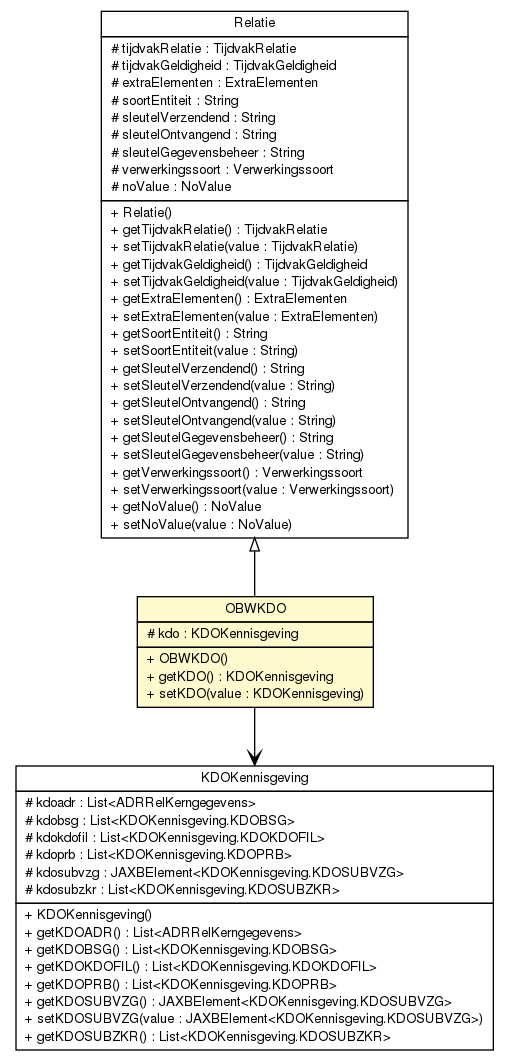 Relatie
# tijdvakRelatie : TijdvakRelatie
# tijdvakGeldigheid : TijdvakGeldigheid
# extraElementen : ExtraElementen
# soortEntiteit : String
# sleutelVerzendend : String
# sleutelOntvangend : String
# sleutelGegevensbeheer : String
# verwerkingssoort : Verwerkingssoort
# noValue : NoValue
+ Relatie()
+ getTijdvakRelatie() : TijdvakRelatie
+ setTijdvakRelatie(value : TijdvakRelatie)
+ getTijdvakGeldigheid() : TijdvakGeldigheid
+ setTijdvakGeldigheid(value : TijdvakGeldigheid)
+ getExtraElementen() : ExtraElementen
+ setExtraElementen(value : ExtraElementen)
+ getSoortEntiteit() : String
+ setSoortEntiteit(value : String)
+ getSleutelVerzendend() : String
+ setSleutelVerzendend(value : String)
+ getSleutelOntvangend() : String
+ setSleutelOntvangend(value : String)
+ getSleutelGegevensbeheer() : String
+ setSleutelGegevensbeheer(value : String)
+ getVerwerkingssoort() : Verwerkingssoort
+ setVerwerkingssoort(value : Verwerkingssoort)
+ getNoValue() : NoValue
+ setNoValue(value : NoValue)
OBWKDO
# kdo : KDOKennisgeving
+ OBWKDO()
+ getKDO() : KDOKennisgeving
+ setKDO(value : KDOKennisgeving)
KDOKennisgeving
# kdoadr : List<ADRRelKerngegevens>
# kdobsg : List<KDOKennisgeving.KDOBSG>
# kdokdofil : List<KDOKennisgeving.KDOKDOFIL>
# kdoprb : List<KDOKennisgeving.KDOPRB>
# kdosubvzg : JAXBElement<KDOKennisgeving.KDOSUBVZG>
# kdosubzkr : List<KDOKennisgeving.KDOSUBZKR>
+ KDOKennisgeving()
+ getKDOADR() : List<ADRRelKerngegevens>
+ getKDOBSG() : List<KDOKennisgeving.KDOBSG>
+ getKDOKDOFIL() : List<KDOKennisgeving.KDOKDOFIL>
+ getKDOPRB() : List<KDOKennisgeving.KDOPRB>
+ getKDOSUBVZG() : JAXBElement<KDOKennisgeving.KDOSUBVZG>
+ setKDOSUBVZG(value : JAXBElement<KDOKennisgeving.KDOSUBVZG>)
+ getKDOSUBZKR() : List<KDOKennisgeving.KDOSUBZKR>